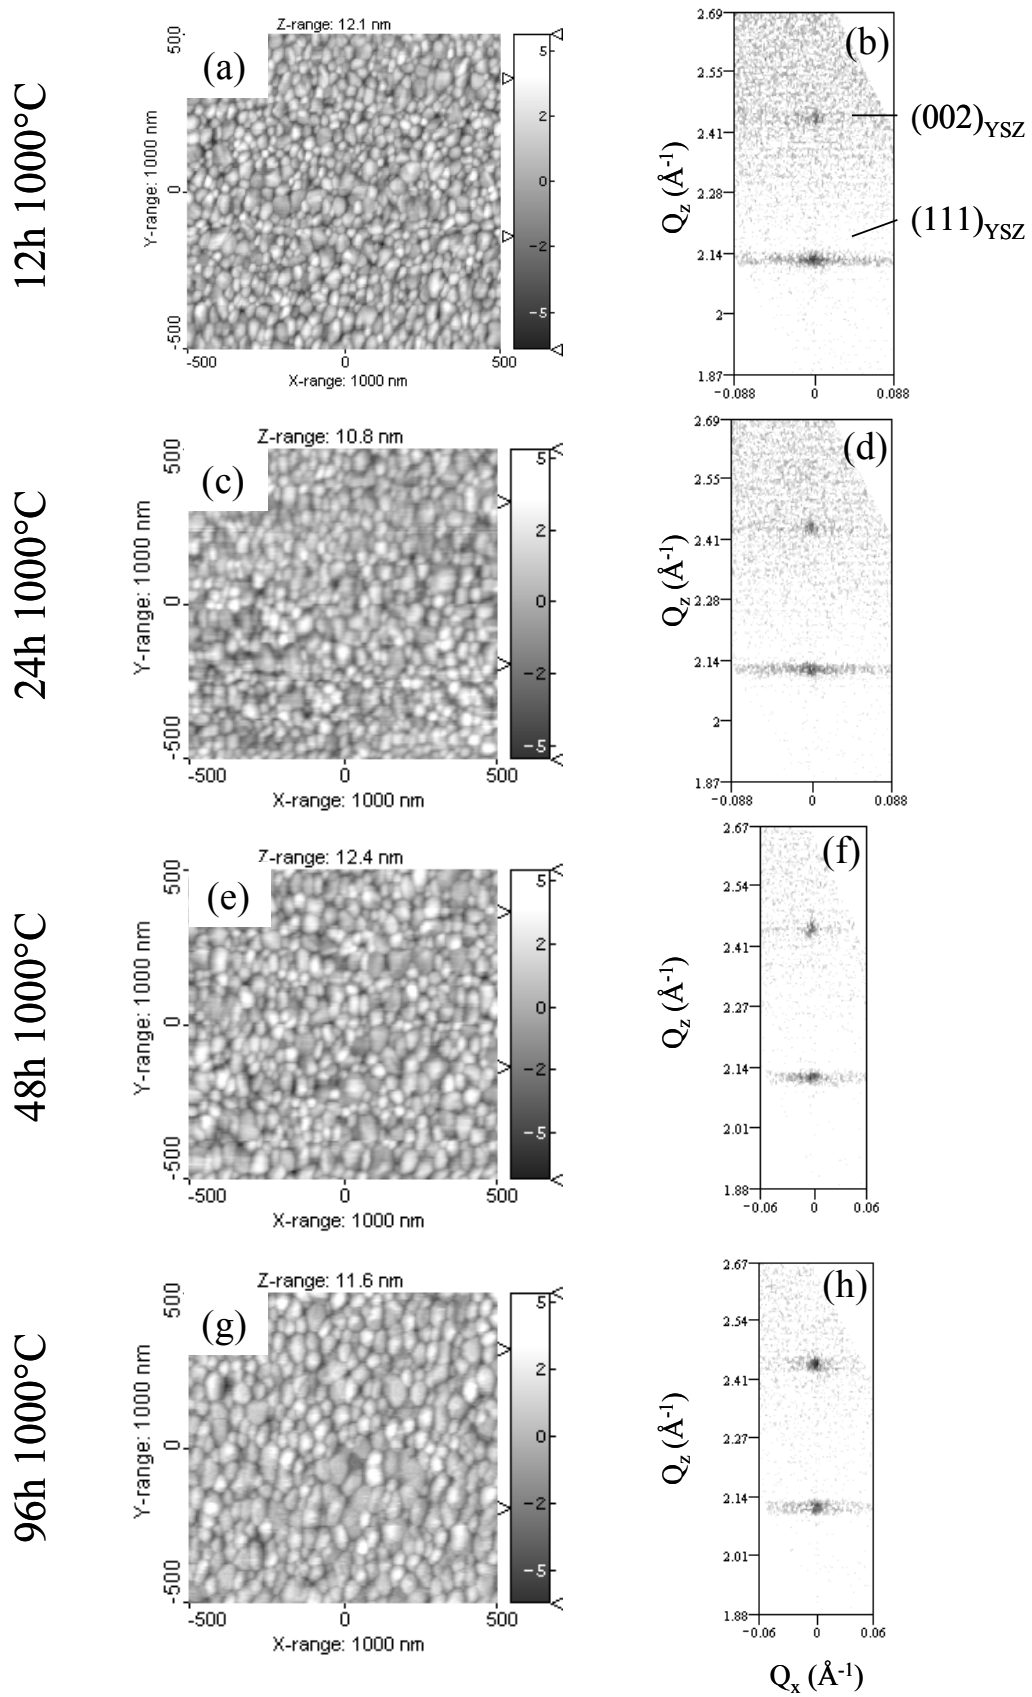 12h 1000°C
Z-range: 12.1 nm
(a)
Y-range: 1000 nm
500
0
-500
-500 0 500
X-range: 1000 nm
5
2
0
-2
-5
(b)
Qz (Å-1)
2.69
2.55
2.41
2.28
2.14
2
1.87
-0.088 0 0.088
(002)YSZ
(111)YSZ
24h 1000°C
Z-range: 10.8 nm
(c)
Y-range: 1000 nm
500
0
-500
-500 0 500
X-range: 1000 nm
5
2
0
-2
-5
(d)
Qz (Å-1)
2.69
2.55
2.41
2.28
2.14
2
1.87
-0.088 0 0.088
48h 1000°C
Z-range: 12.4 nm
(e)
Y-range: 1000 nm
500
0
-500
-500 0 500
X-range: 1000 nm
5
2
0
-2
-5
(f)
Qz (Å-1)
2.67
2.54
2.41
2.27
2.14
2.01
1.88
-0.06 0 0.06
96h 1000°C
Z-range: 11.6 nm
(g)
Y-range: 1000 nm
500
0
-500
-500 0 500
X-range: 1000 nm
5
2
0
-2
-5
(h)
Qz (Å-1)
2.67
2.54
2.41
2.27
2.14
2.01
1.88
-0.06 0 0.06
Qx (Å-1)